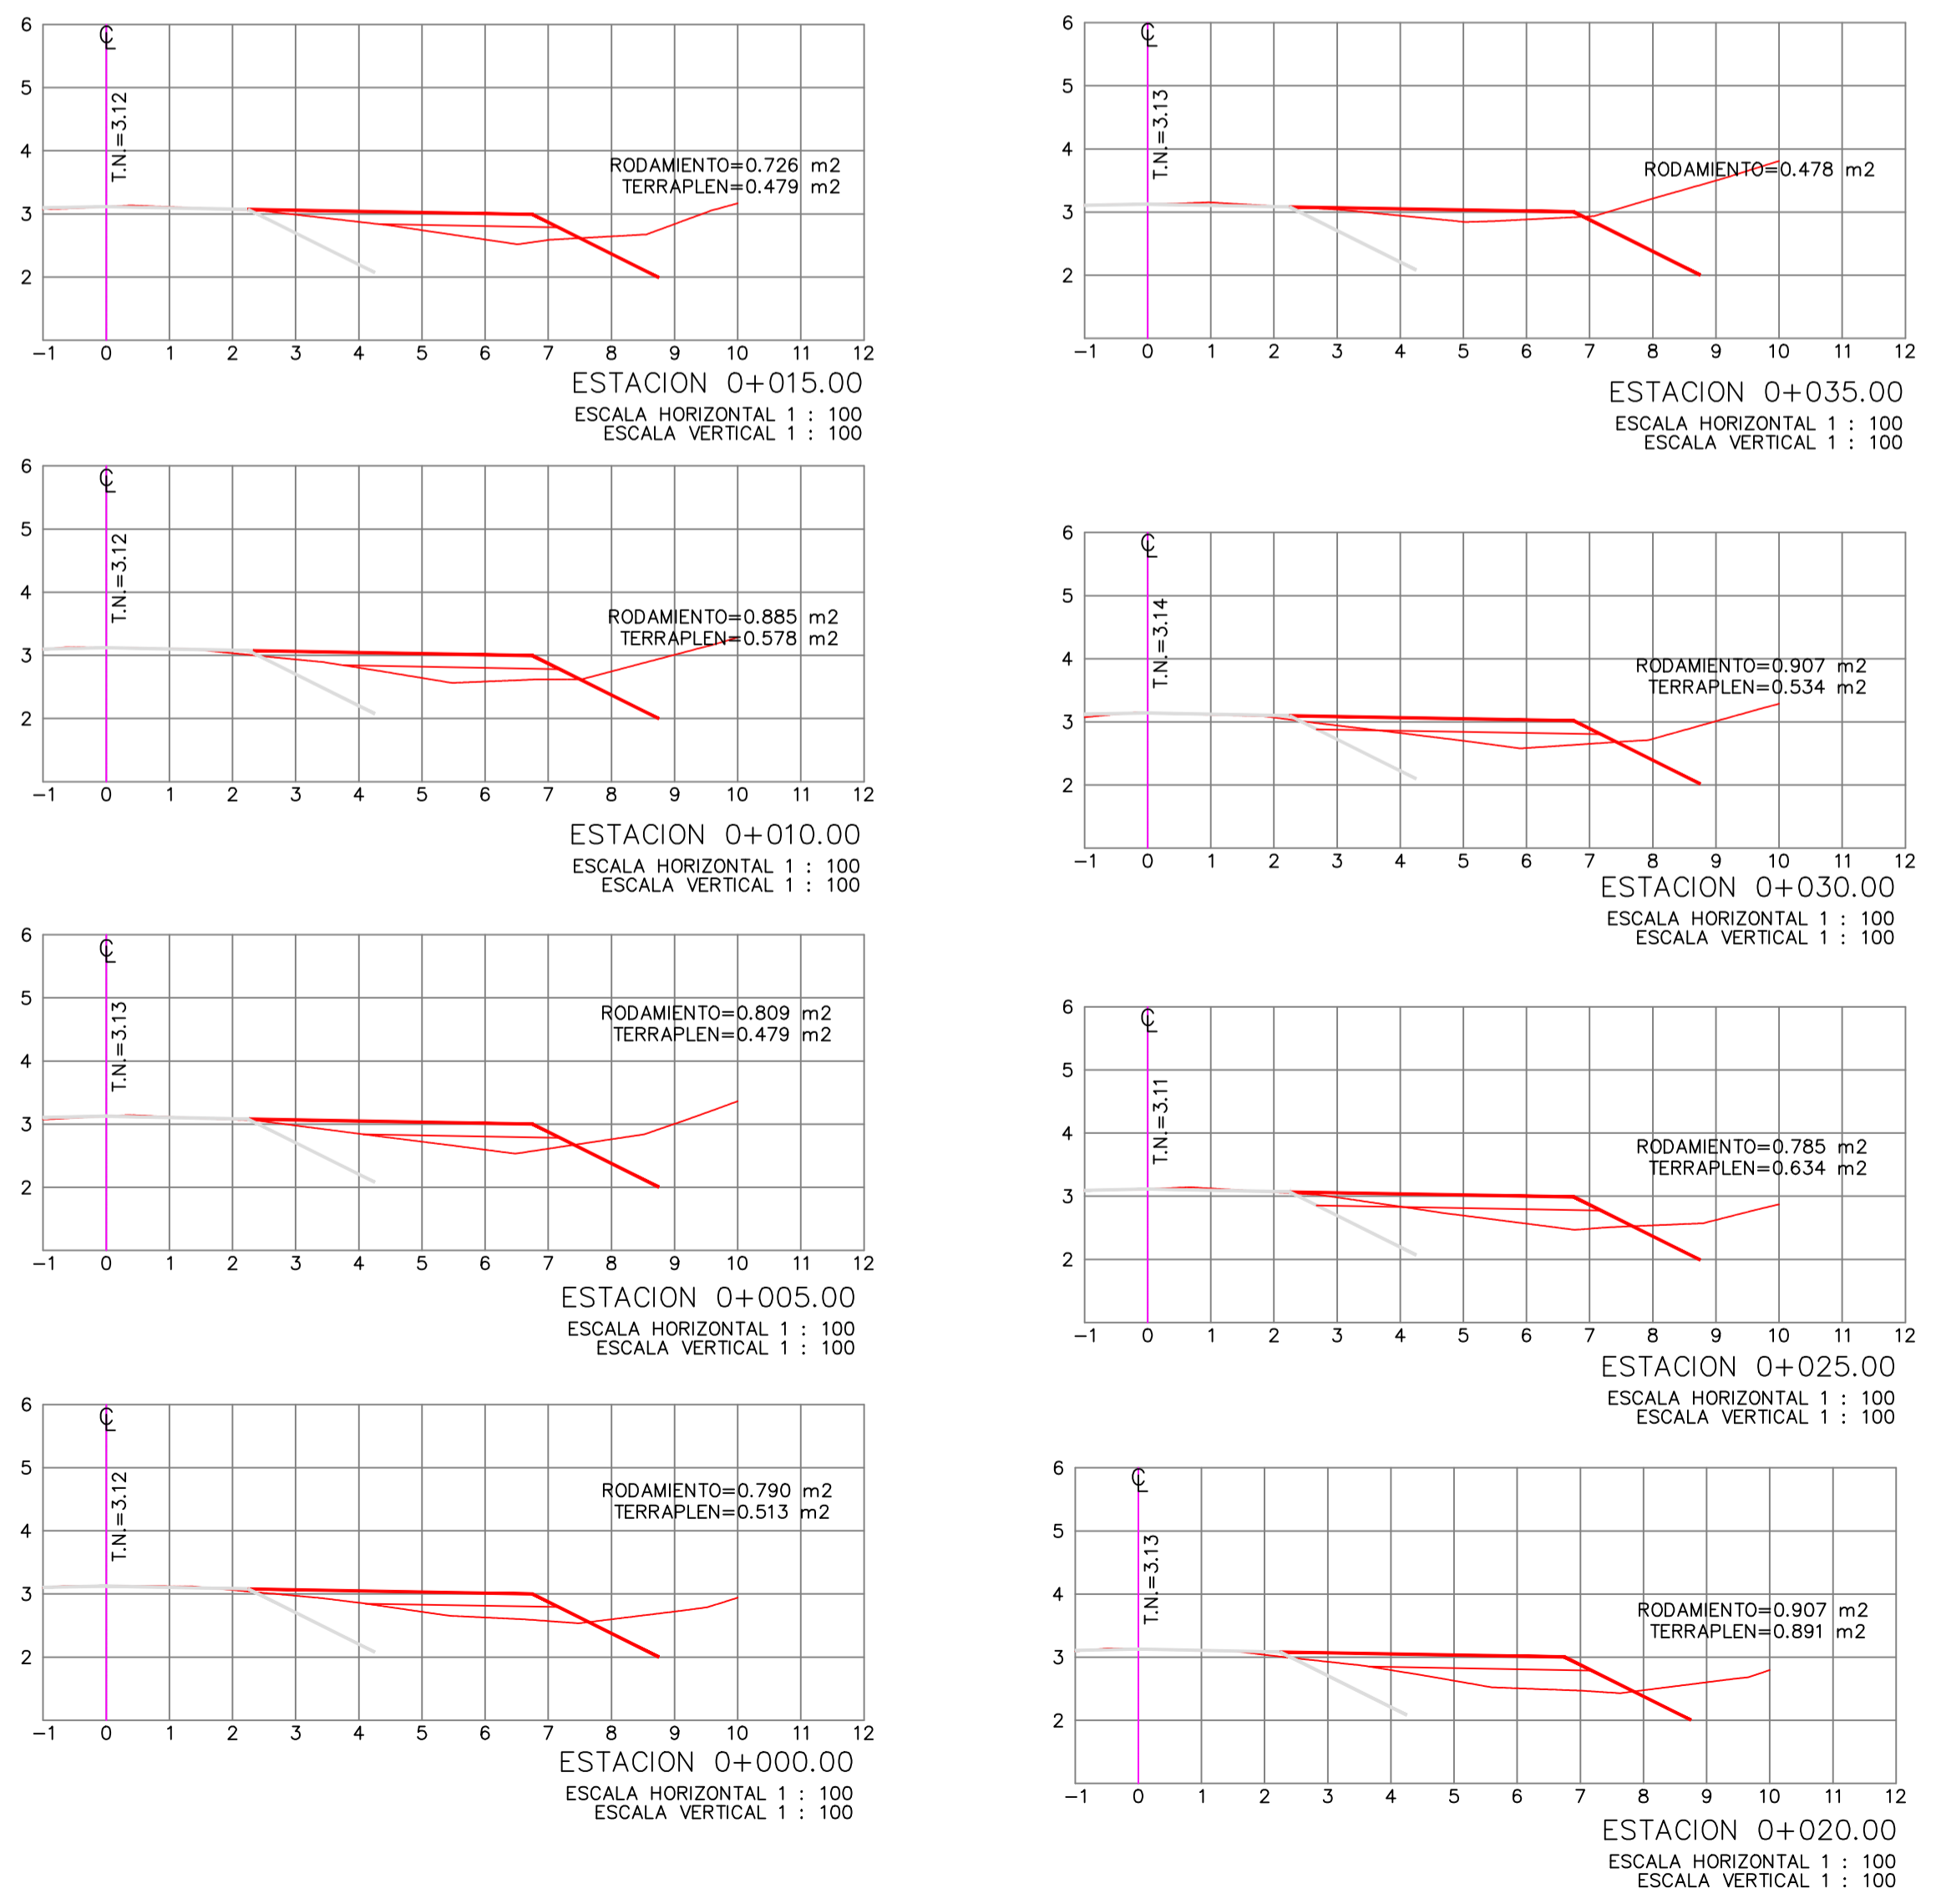 6
5
4
3
2
℄
T.N.=3.12
RODAMIENTO=0.726 m2
TERRAPLEN=0.479 m2
-1 0 1 2 3 4 5 6 7 8 9 10 11 12
ESTACION 0+015.00
ESCALA HORIZONTAL 1 : 100
ESCALA VERTICAL 1 : 100
6
5
4
3
2
℄
T.N.=3.12
RODAMIENTO=0.885 m2
TERRAPLEN=0.578 m2
-1 0 1 2 3 4 5 6 7 8 9 10 11 12
ESTACION 0+010.00
ESCALA HORIZONTAL 1 : 100
ESCALA VERTICAL 1 : 100
6
5
4
3
2
℄
T.N.=3.13
RODAMIENTO=0.809 m2
TERRAPLEN=0.479 m2
-1 0 1 2 3 4 5 6 7 8 9 10 11 12
ESTACION 0+005.00
ESCALA HORIZONTAL 1 : 100
ESCALA VERTICAL 1 : 100
6
5
4
3
2
℄
T.N.=3.12
RODAMIENTO=0.790 m2
TERRAPLEN=0.513 m2
-1 0 1 2 3 4 5 6 7 8 9 10 11 12
ESTACION 0+000.00
ESCALA HORIZONTAL 1 : 100
ESCALA VERTICAL 1 : 100
6
5
4
3
2
℄
T.N.=3.13
RODAMIENTO=0.478 m2
-1 0 1 2 3 4 5 6 7 8 9 10 11 12
ESTACION 0+035.00
ESCALA HORIZONTAL 1 : 100
ESCALA VERTICAL 1 : 100
6
5
4
3
2
℄
T.N.=3.14
RODAMIENTO=0.907 m2
TERRAPLEN=0.534 m2
-1 0 1 2 3 4 5 6 7 8 9 10 11 12
ESTACION 0+030.00
ESCALA HORIZONTAL 1 : 100
ESCALA VERTICAL 1 : 100
6
5
4
3
2
℄
T.N.=3.11
RODAMIENTO=0.785 m2
TERRAPLEN=0.634 m2
-1 0 1 2 3 4 5 6 7 8 9 10 11 12
ESTACION 0+025.00
ESCALA HORIZONTAL 1 : 100
ESCALA VERTICAL 1 : 100
6
5
4
3
2
℄
T.N.=3.13
RODAMIENTO=0.907 m2
TERRAPLEN=0.891 m2
-1 0 1 2 3 4 5 6 7 8 9 10 11 12
ESTACION 0+020.00
ESCALA HORIZONTAL 1 : 100
ESCALA VERTICAL 1 : 100